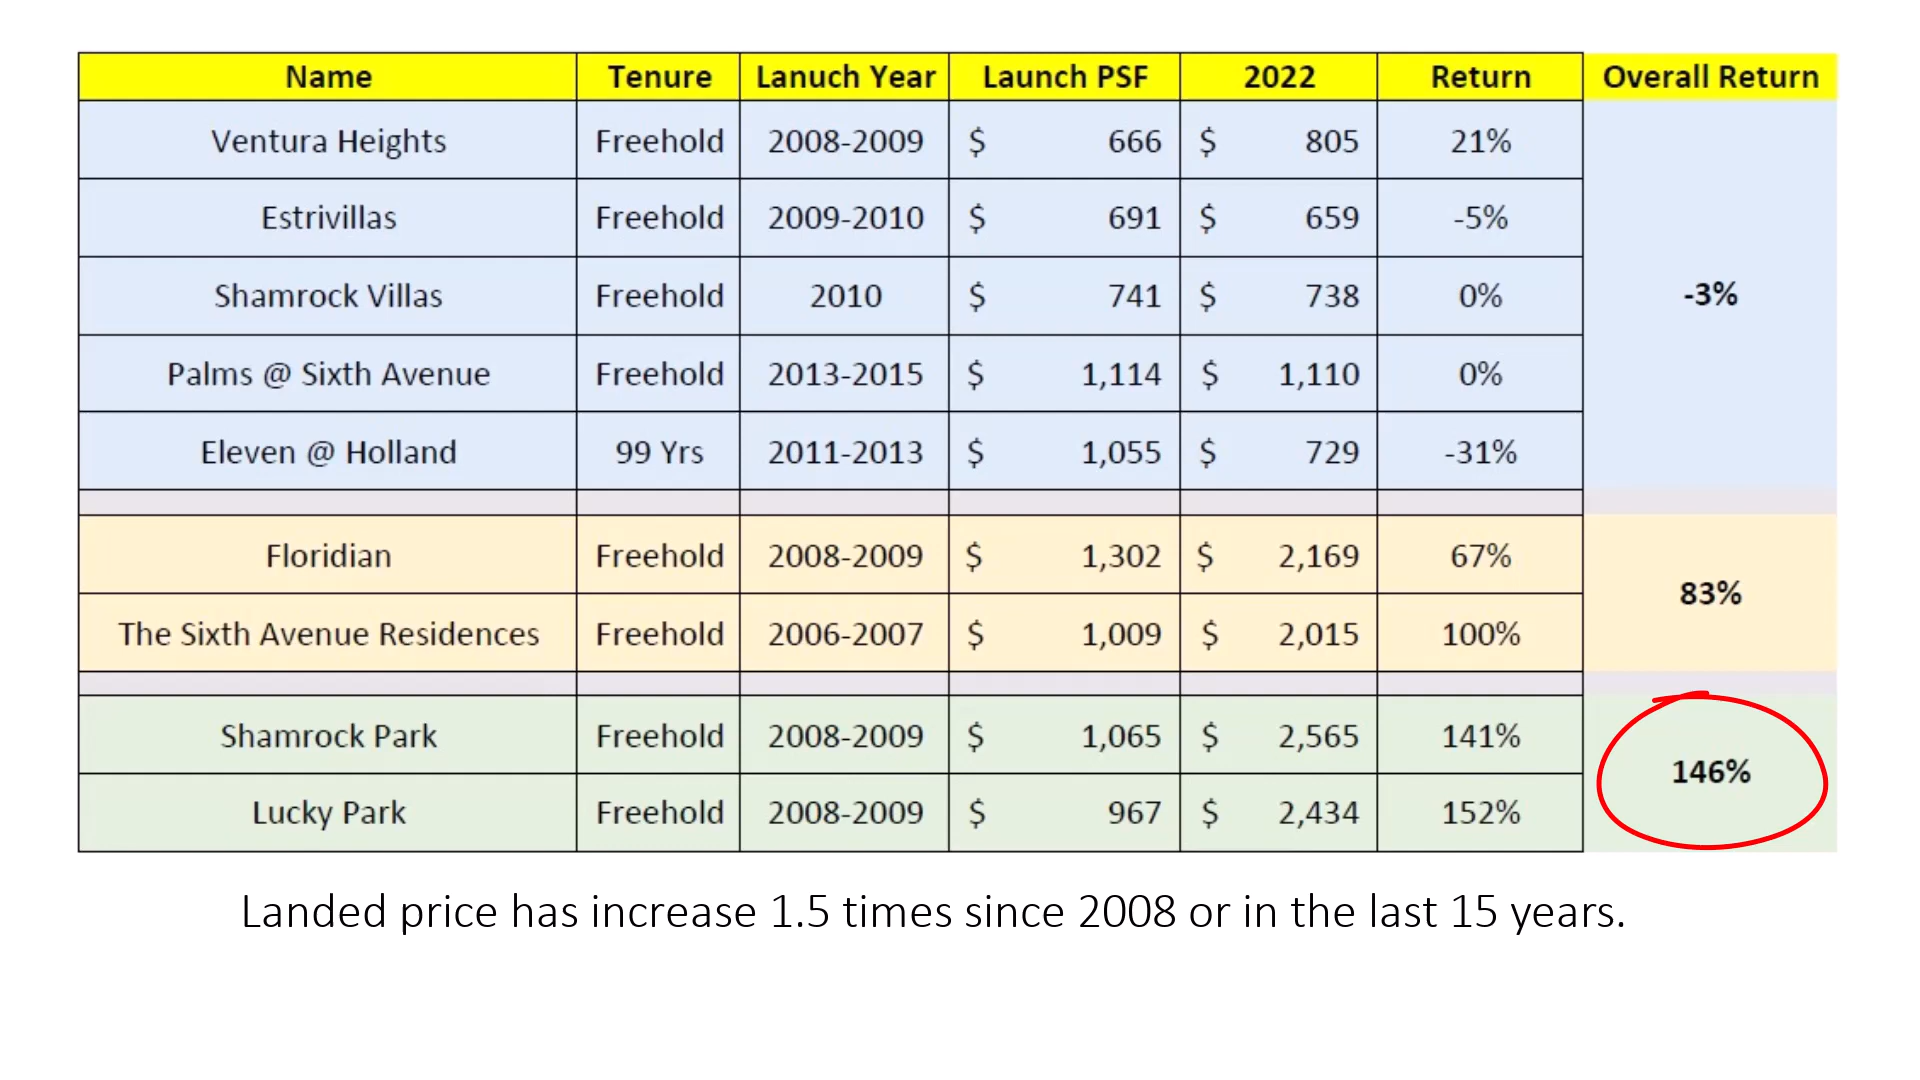 Name Tenure Lanuch Year Launch PSF 2022 Return Overall Return
Ventura Heights Freehold 2008-2009 $ 666 $ 805 21%
Estrivillas Freehold 2009-2010 $ 691 $ 659 -5%
Shamrock Villas Freehold 2010 $ 741 $ 738 0% -3%
Palms @ Sixth Avenue Freehold 2013-2015 $ 1,114 $ 1,110 0%
Eleven @ Holland 99 Yrs 2011-2013 $ 1,055 $ 729 -31%
Floridian Freehold 2008-2009 $ 1,302 $ 2,169 67%
83%
The Sixth Avenue Residences Freehold 2006-2007 $ 1,009 $ 2,015 100%
Shamrock Park Freehold 2008-2009 $ 1,065 $ 2,565 141%
146%
Lucky Park Freehold 2008-2009 $ 967 $ 2,434 152%
Landed price has increase 1.5 times since 2008 or in the last 15 years.